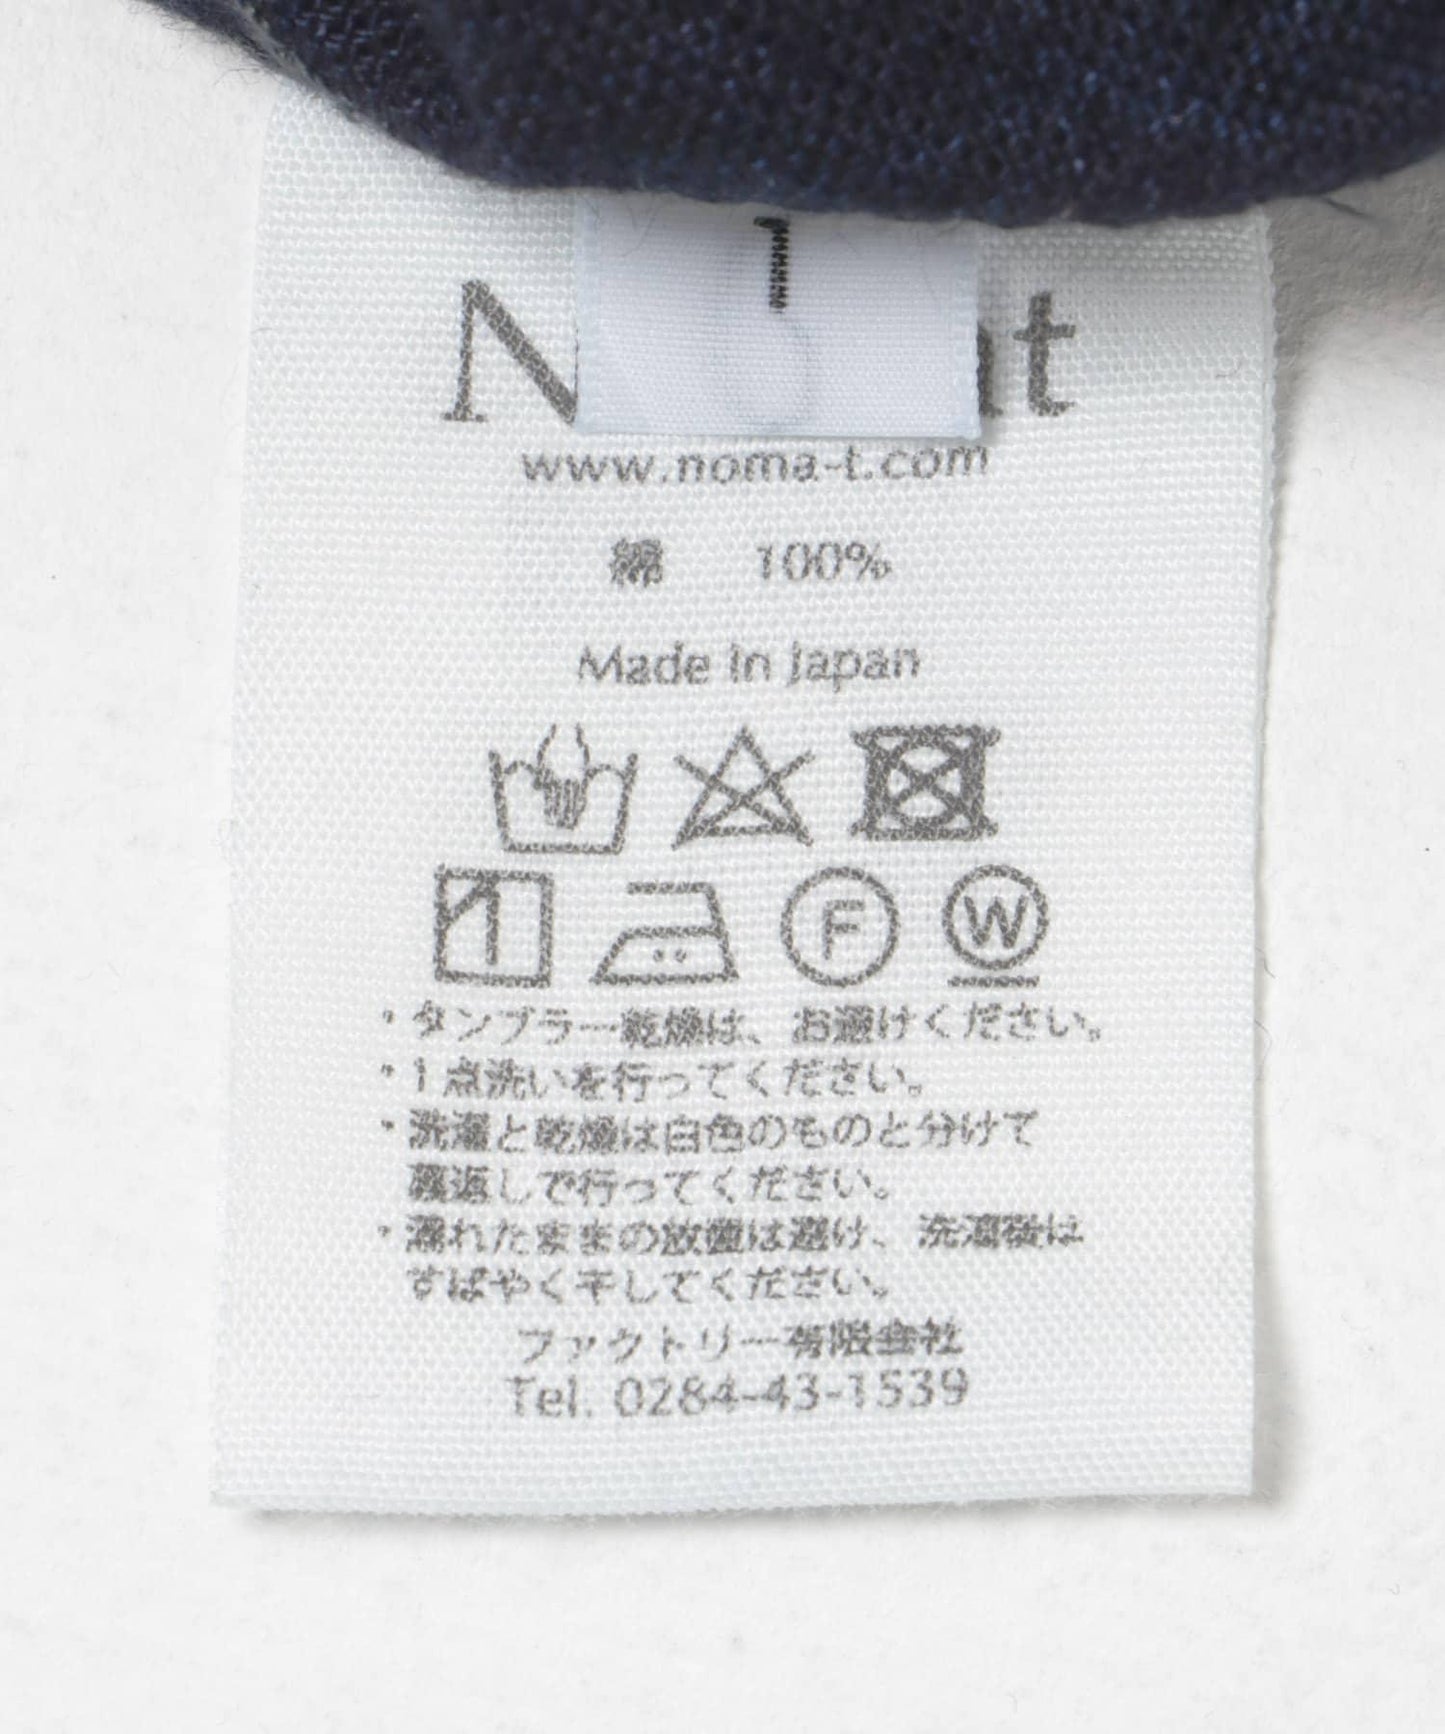 1
N at
www.noma-t.com
綿 100%
Made in Japan
F W
・タンブラー乾燥は、お避けください。
・1点洗いを行ってください。
・洗濯と乾燥は白色のものと分けて
裏返しで行ってください。
・濡れたままの放置は避け、洗濯後は
すばやく干してください。
ファクトリー有限会社
Tel. 0284-43-1539